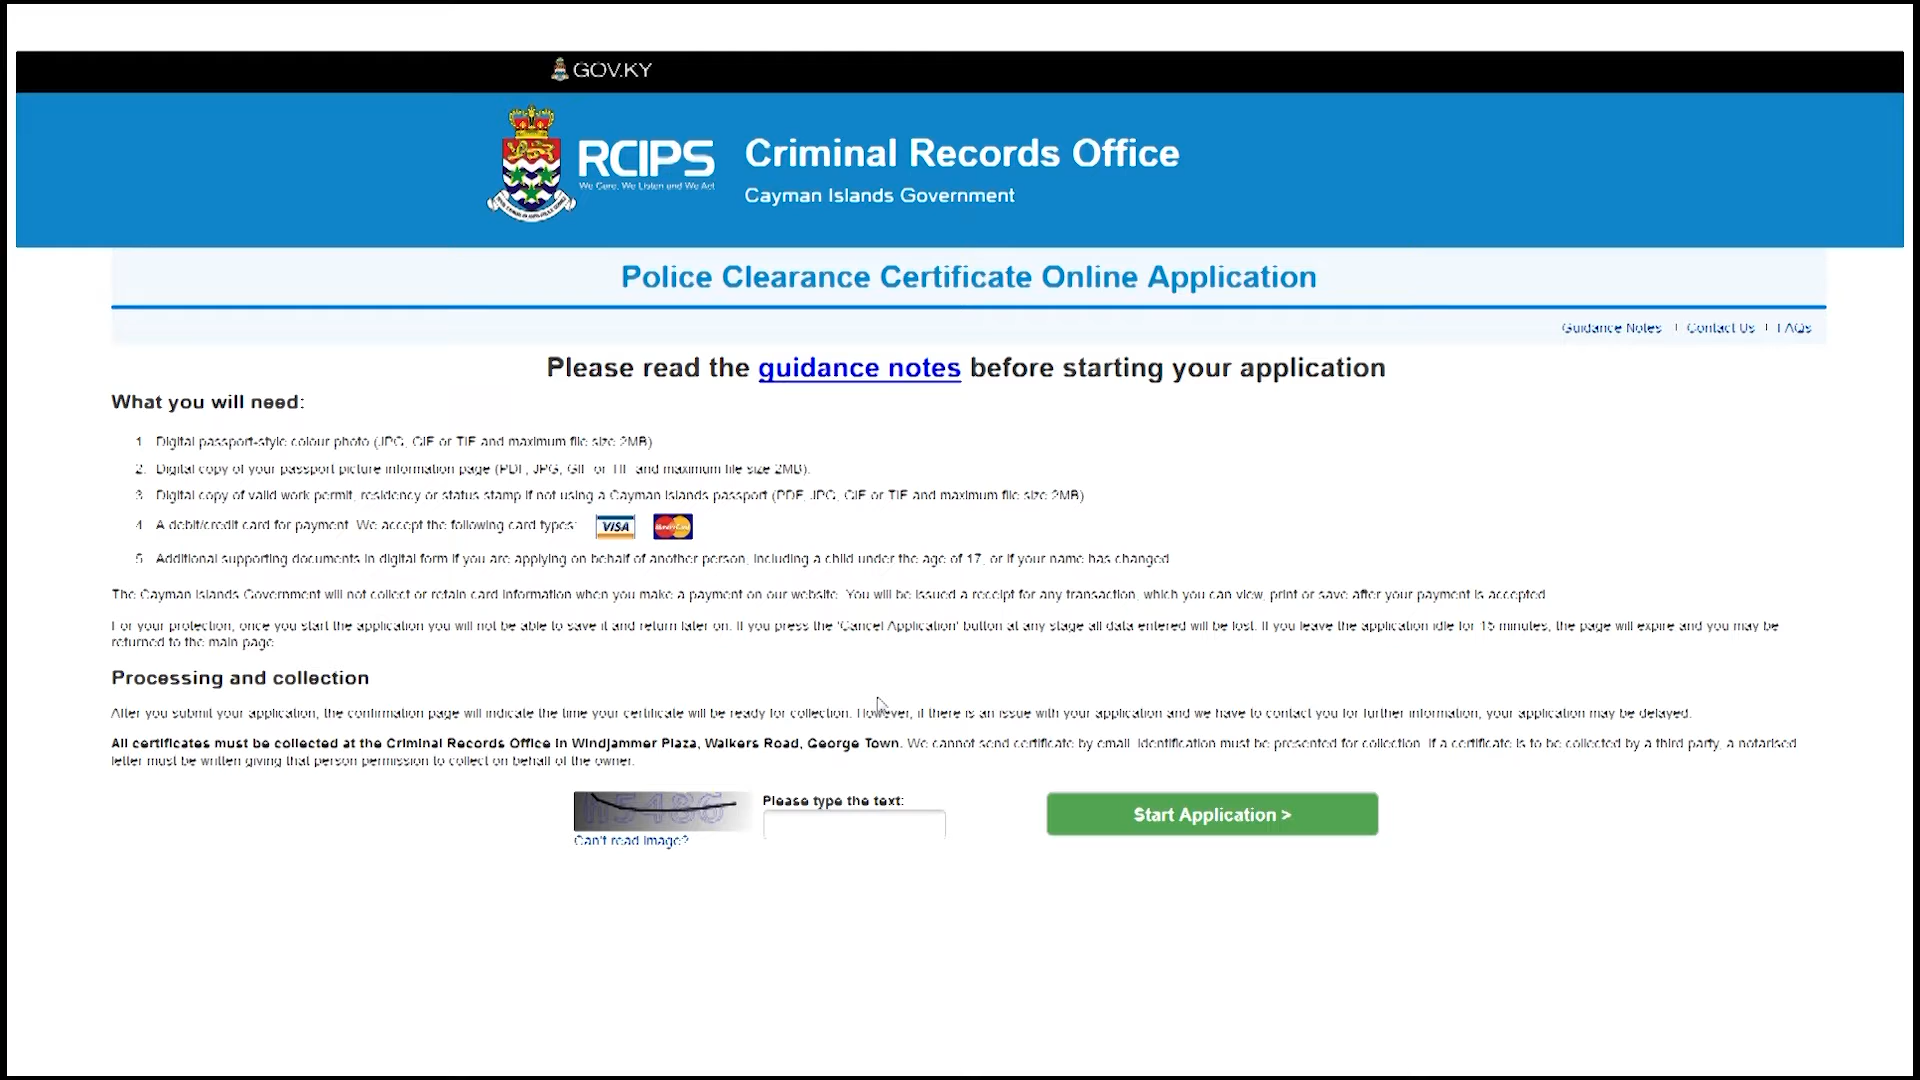 GOV.KY
RCIPS
We Care, We Listen and We Act
Criminal Records Office
Cayman Islands Government
Police Clearance Certificate Online Application
Guidance Notes | Contact Us | FAQs
Please read the guidance notes before starting your application
What you will need:
1. Digital passport-style colour photo (JPG, GIF or TIF and maximum file size 2MB)
2. Digital copy of your passport picture information page (PDF, JPG, GIF or TIF and maximum file size 2MB).
3. Digital copy of valid work permit, residency or status stamp if not using a Cayman Islands passport (PDF, JPG, GIF or TIF and maximum file size 2MB)
4. A debit/credit card for payment. We accept the following card types: VISA MasterCard
5. Additional supporting documents in digital form if you are applying on behalf of another person, including a child under the age of 17, or if your name has changed
The Cayman Islands Government will not collect or retain card information when you make a payment on our website. You will be issued a receipt for any transaction, which you can view, print or save after your payment is accepted
For your protection, once you start the application you will not be able to save it and return later on. If you press the 'Cancel Application' button at any stage all data entered will be lost. If you leave the application idle for 15 minutes, the page will expire and you may be
returned to the main page.
Processing and collection
After you submit your application, the confirmation page will indicate the time your certificate will be ready for collection. However, if there is an issue with your application and we have to contact you for further information, your application may be delayed.
All certificates must be collected at the Criminal Records Office in Windjammer Plaza, Walkers Road, George Town. We cannot send certificate by email. Identification must be presented for collection. If a certificate is to be collected by a third party, a notarised
letter must be written giving that person permission to collect on behalf of the owner.
Please type the text:
Start Application >
Can't read image?